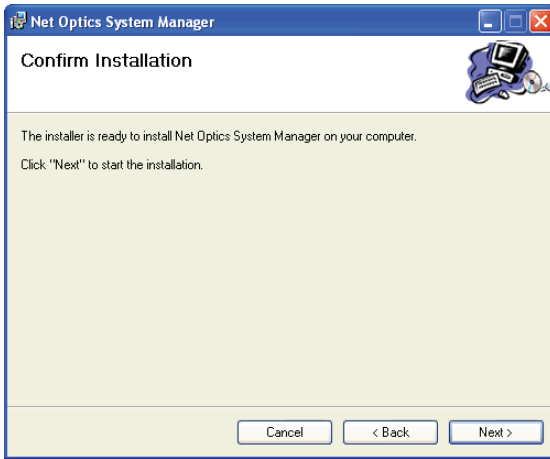 Net Optics System Manager
Confirm Installation
The installer is ready to install Net Optics System Manager on your computer.
Click "Next" to start the installation.
Cancel
< Back
Next >